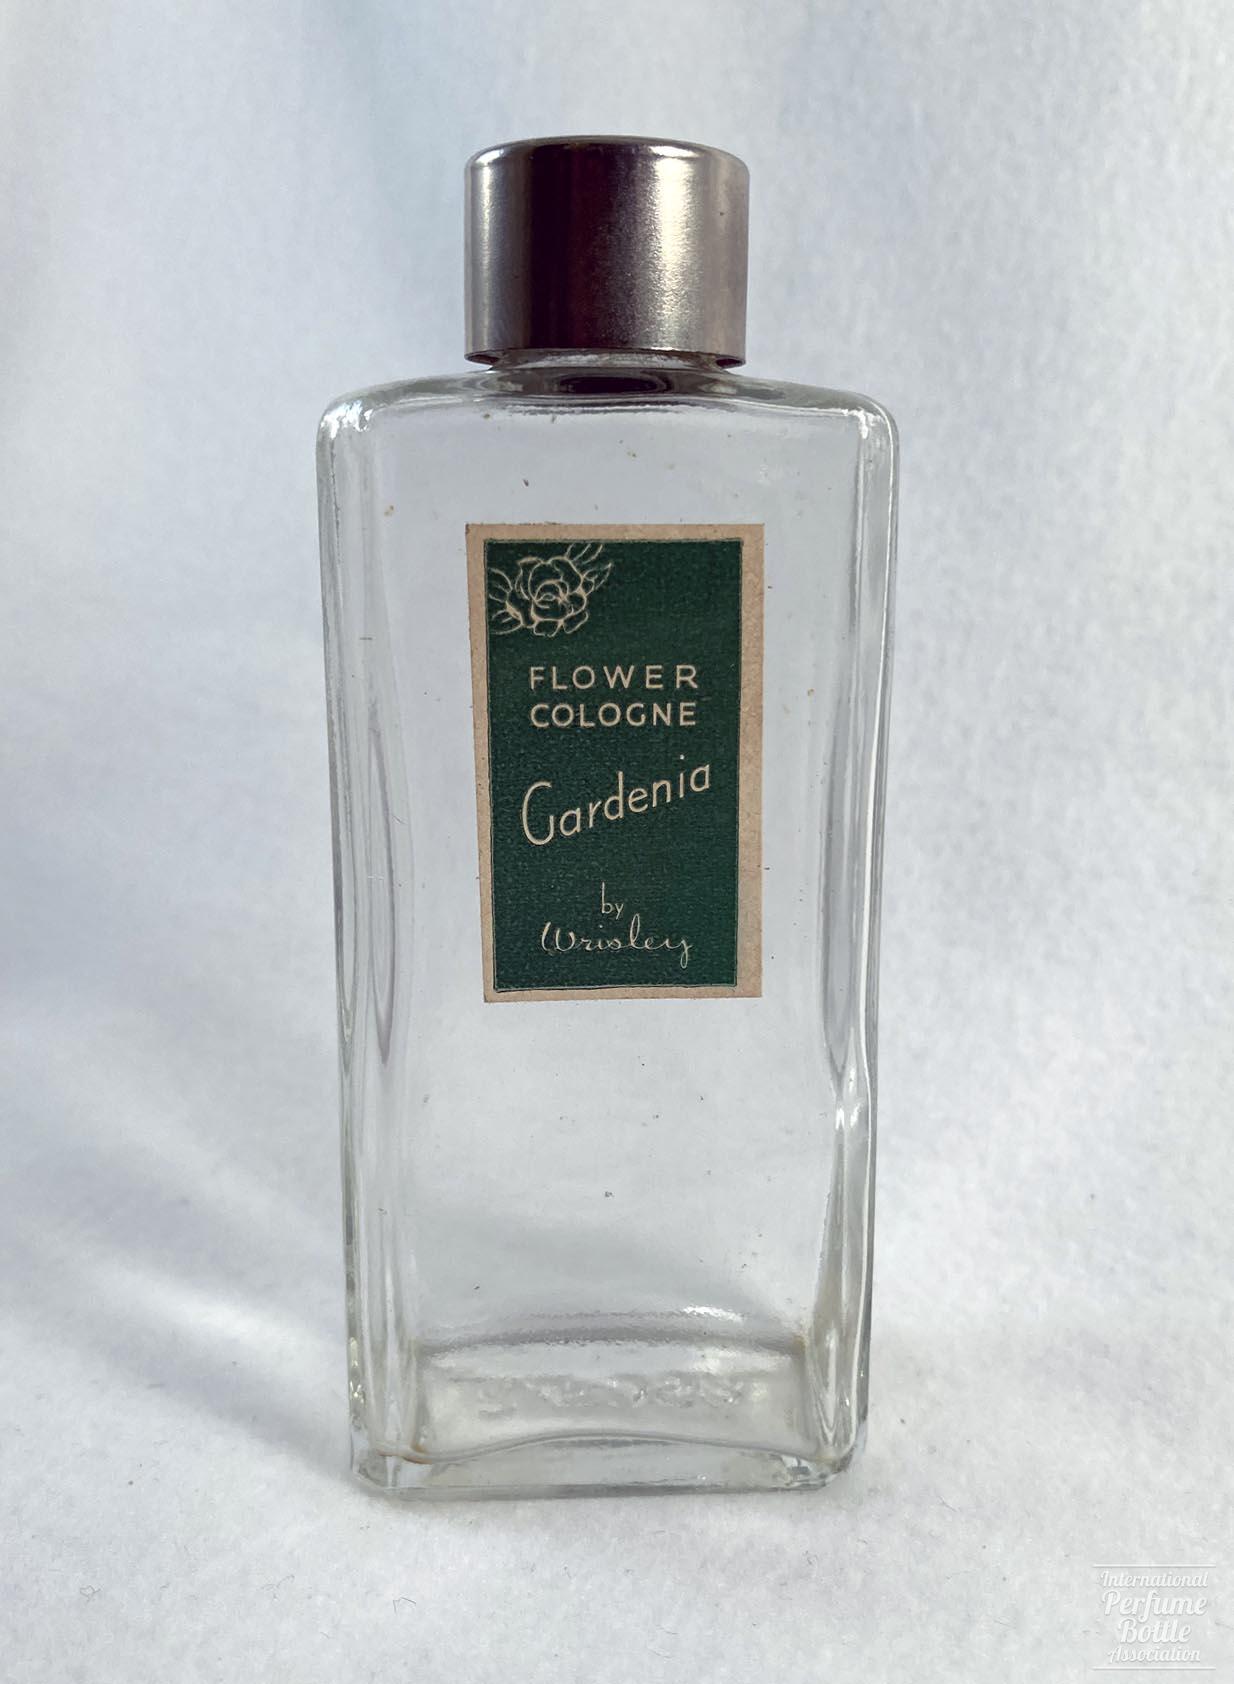 FLOWER
COLOGNE
Gardenia
by
Wrisley
International
Perfume
Bottle
Association